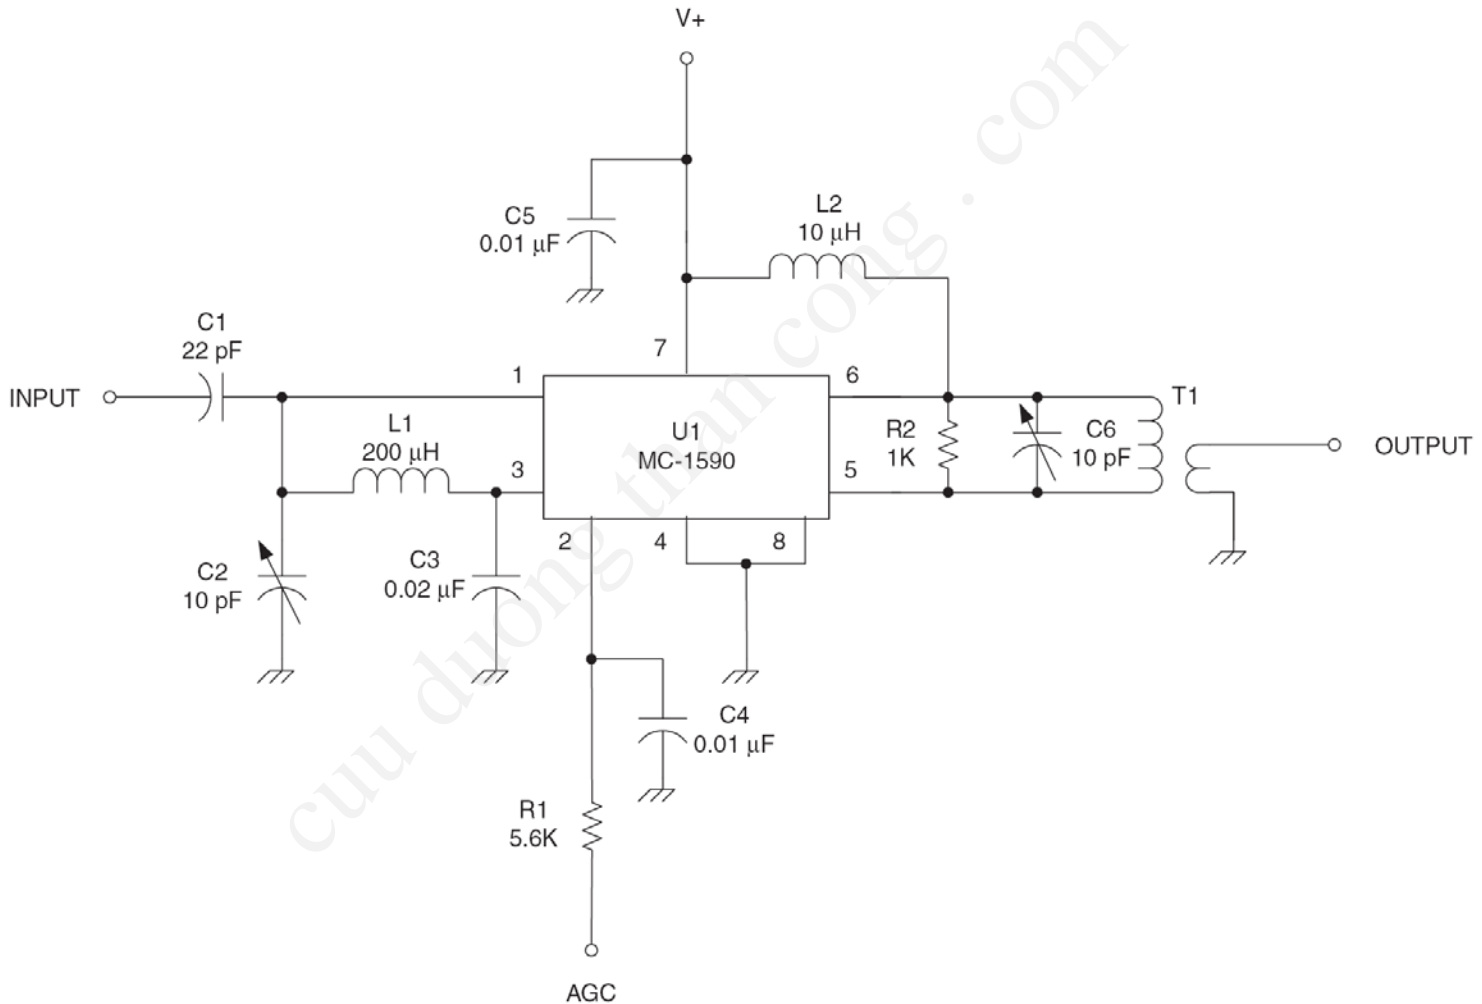 V+
C5
0.01 µF
L2
10 µH
C1
22 pF
7
1
6
INPUT
T1
L1
200 µH
U1
MC-1590
R2
1K
C6
10 pF
OUTPUT
3
5
2
4
8
C2
10 pF
C3
0.02 µF
C4
0.01 µF
R1
5.6K
AGC
cuu duong than cong . com